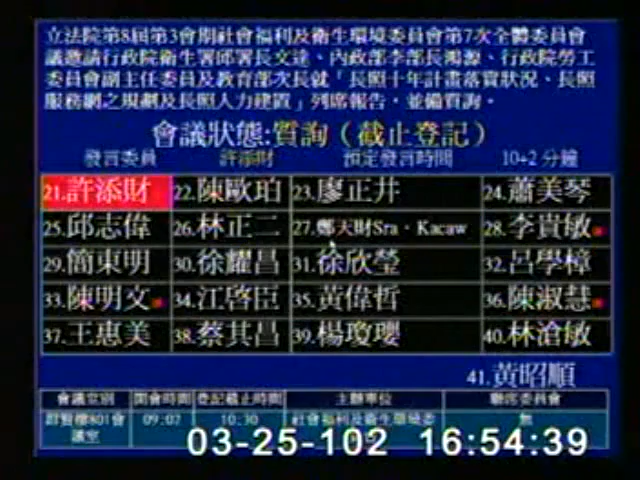 立法院第8屆第3會期社會福利及衛生環境委員會第7次全體委員會
議邀請行政院衛生署邱署長文達、內政部李部長鴻源、行政院勞工
委員會副主任委員及教育部次長就「長照十年計畫落實狀況、長照
服務網之規劃及長照人力建置」列席報告，並備質詢。
會議狀態:質詢（截止登記）
發言委員 許添財 預定發言時間 10+2分鐘
21.許添財 22.陳歐珀 23.廖正井 24.蕭美琴
25.邱志偉 26.林正二 27.鄭天財Sra．Kacaw 28.李貴敏
29.簡東明 30.徐耀昌 31.徐欣瑩 32.呂學樟
33.陳明文 34.江啓臣 35.黃偉哲 36.陳淑慧
37.王惠美 38.蔡其昌 39.楊瓊瓔 40.林滄敏
41.黃昭順
會議室別 開會時間 登記截止時間 主辦單位 聯席委員會
群賢樓801會 09:07 10:30 社會福利及衛生環境委 無
議室
03-25-102 16:54:39